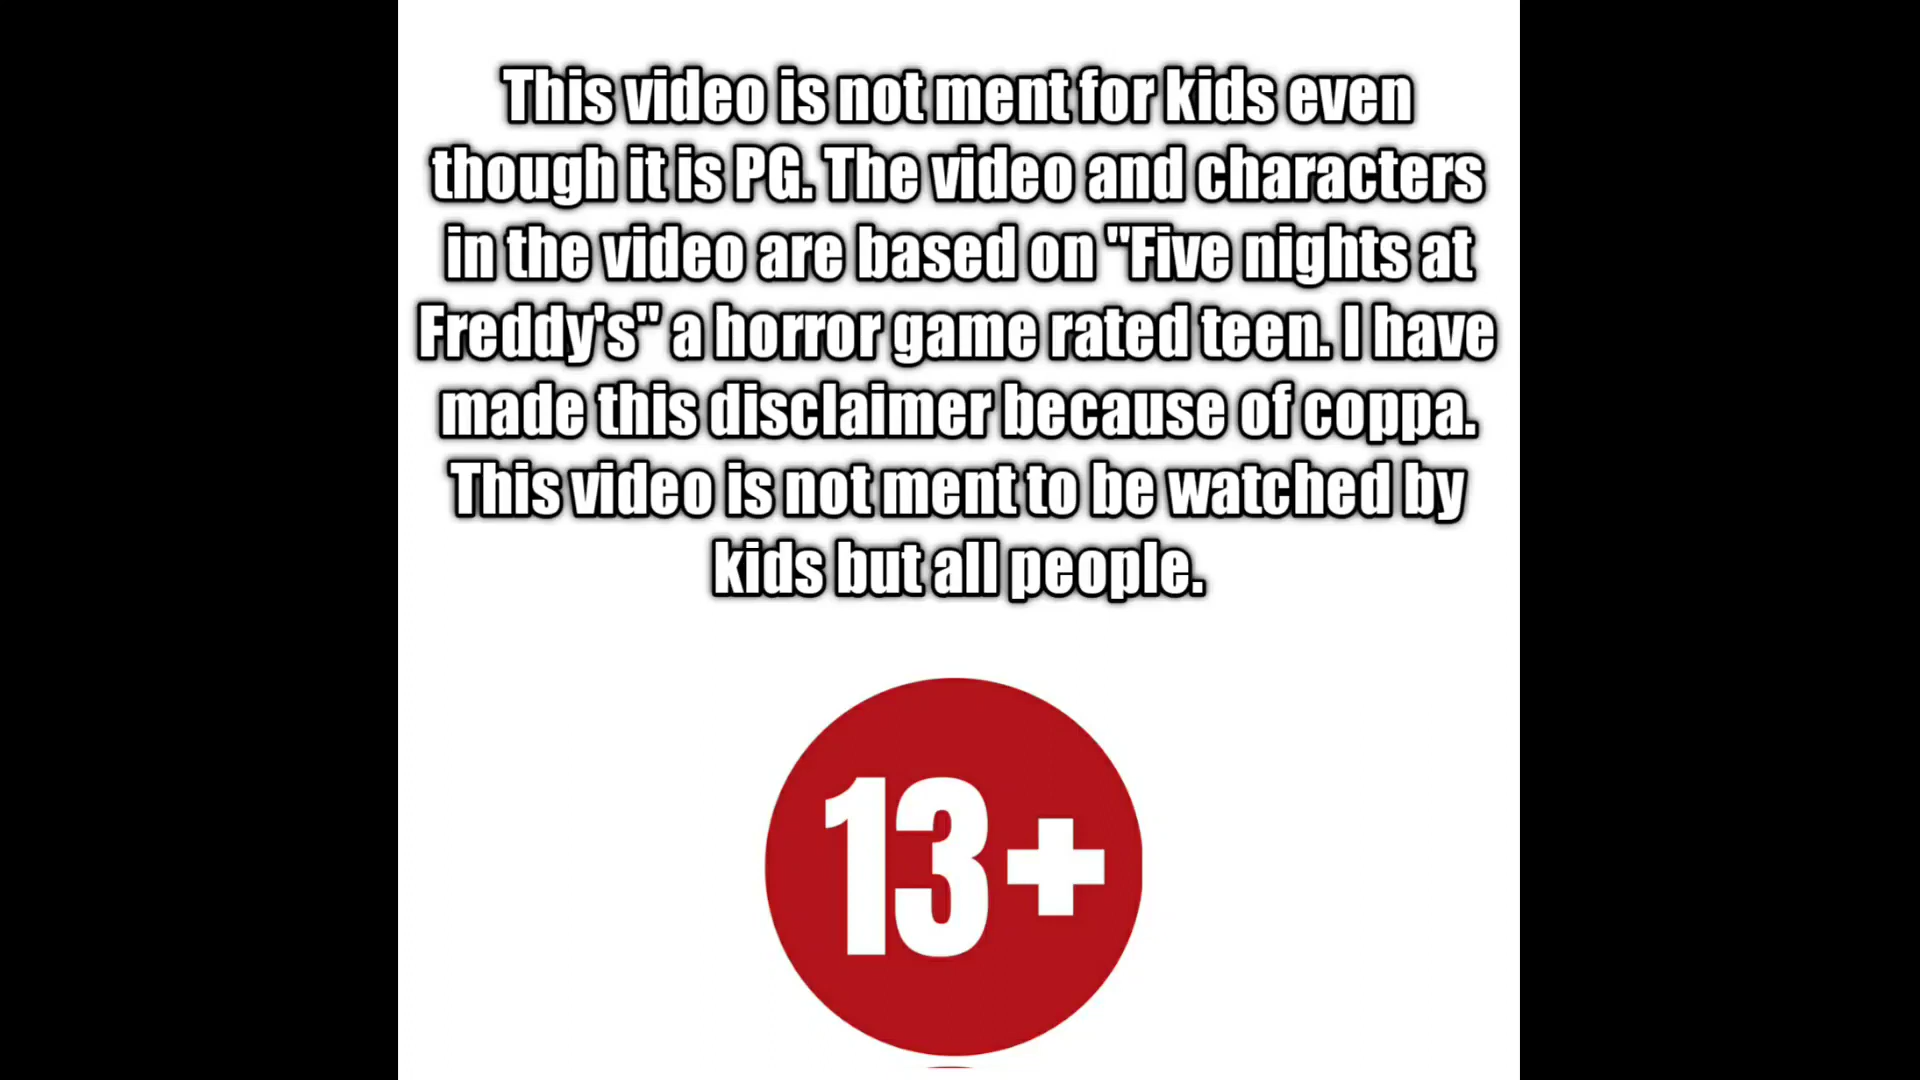 This video is not ment for kids even
though it is PG. The video and characters
in the video are based on "Five nights at
Freddy's" a horror game rated teen. I have
made this disclaimer because of coppa.
This video is not ment to be watched by
kids but all people.
13+